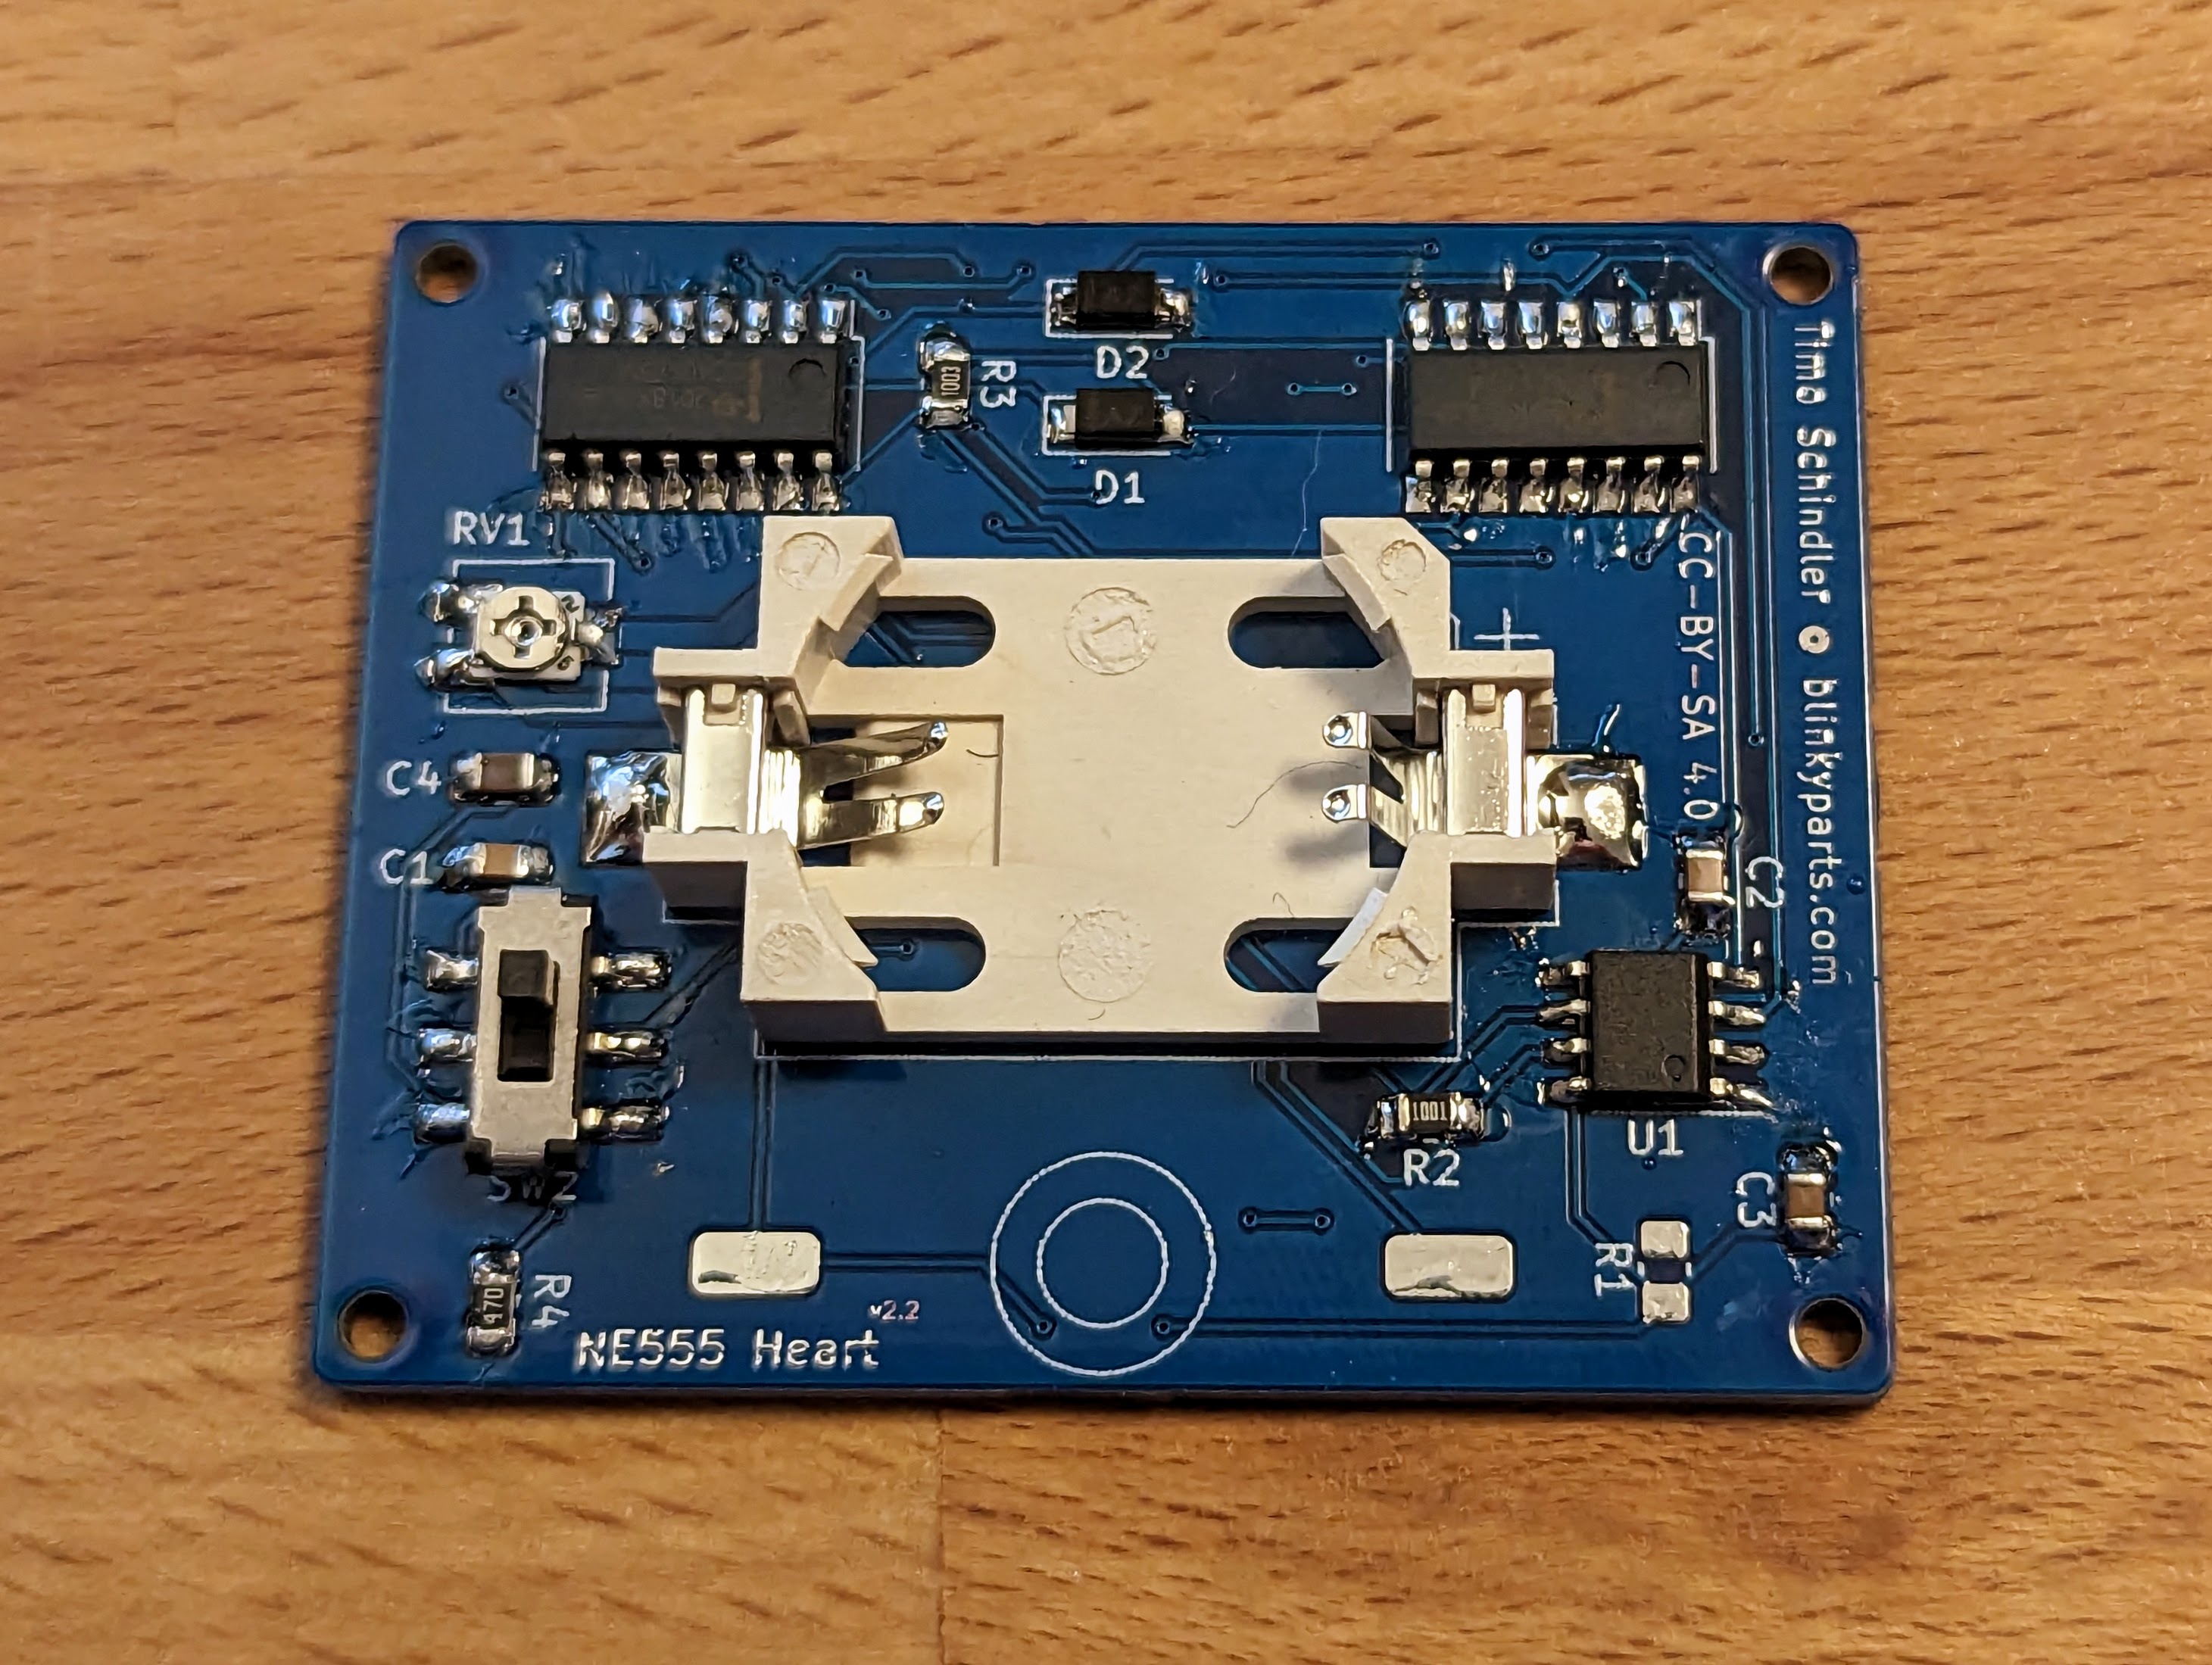 D2
R3
1003
D1
RV1
Timo Schindler @ blinkyparts.com
CC-BY-SA 4.0
+
C4
C1
C2
-
1001
R2
U1
SW2
C3
R1
R4
470
v2.2
NE555 Heart